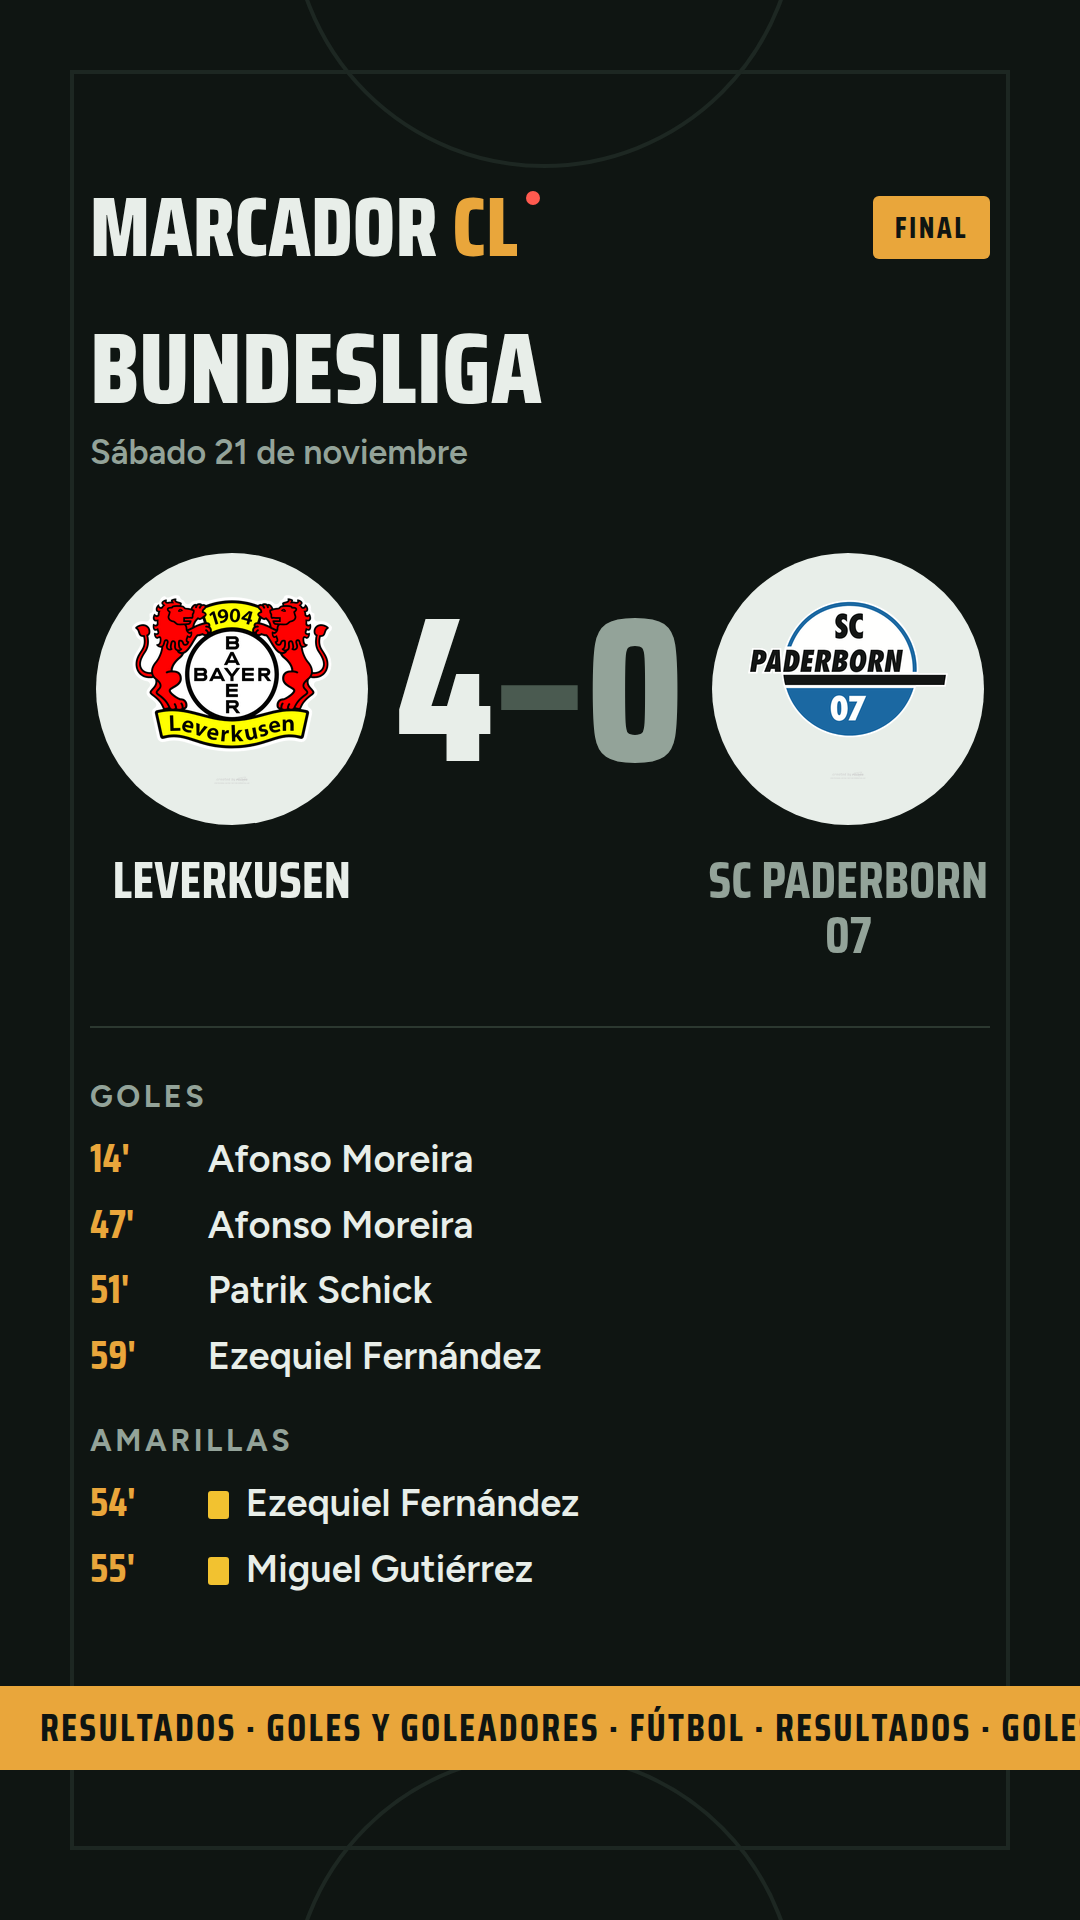 MARCADOR CL
FINAL
BUNDESLIGA
Sábado 21 de noviembre
1904
BAYER
BAYER
Leverkusen
4–0
SC
PADERBORN
07
LEVERKUSEN
SC PADERBORN
07
GOLES
14' Afonso Moreira
47' Afonso Moreira
51' Patrik Schick
59' Ezequiel Fernández
AMARILLAS
54' Ezequiel Fernández
55' Miguel Gutiérrez
RESULTADOS · GOLES Y GOLEADORES · FÚTBOL · RESULTADOS · GOLES